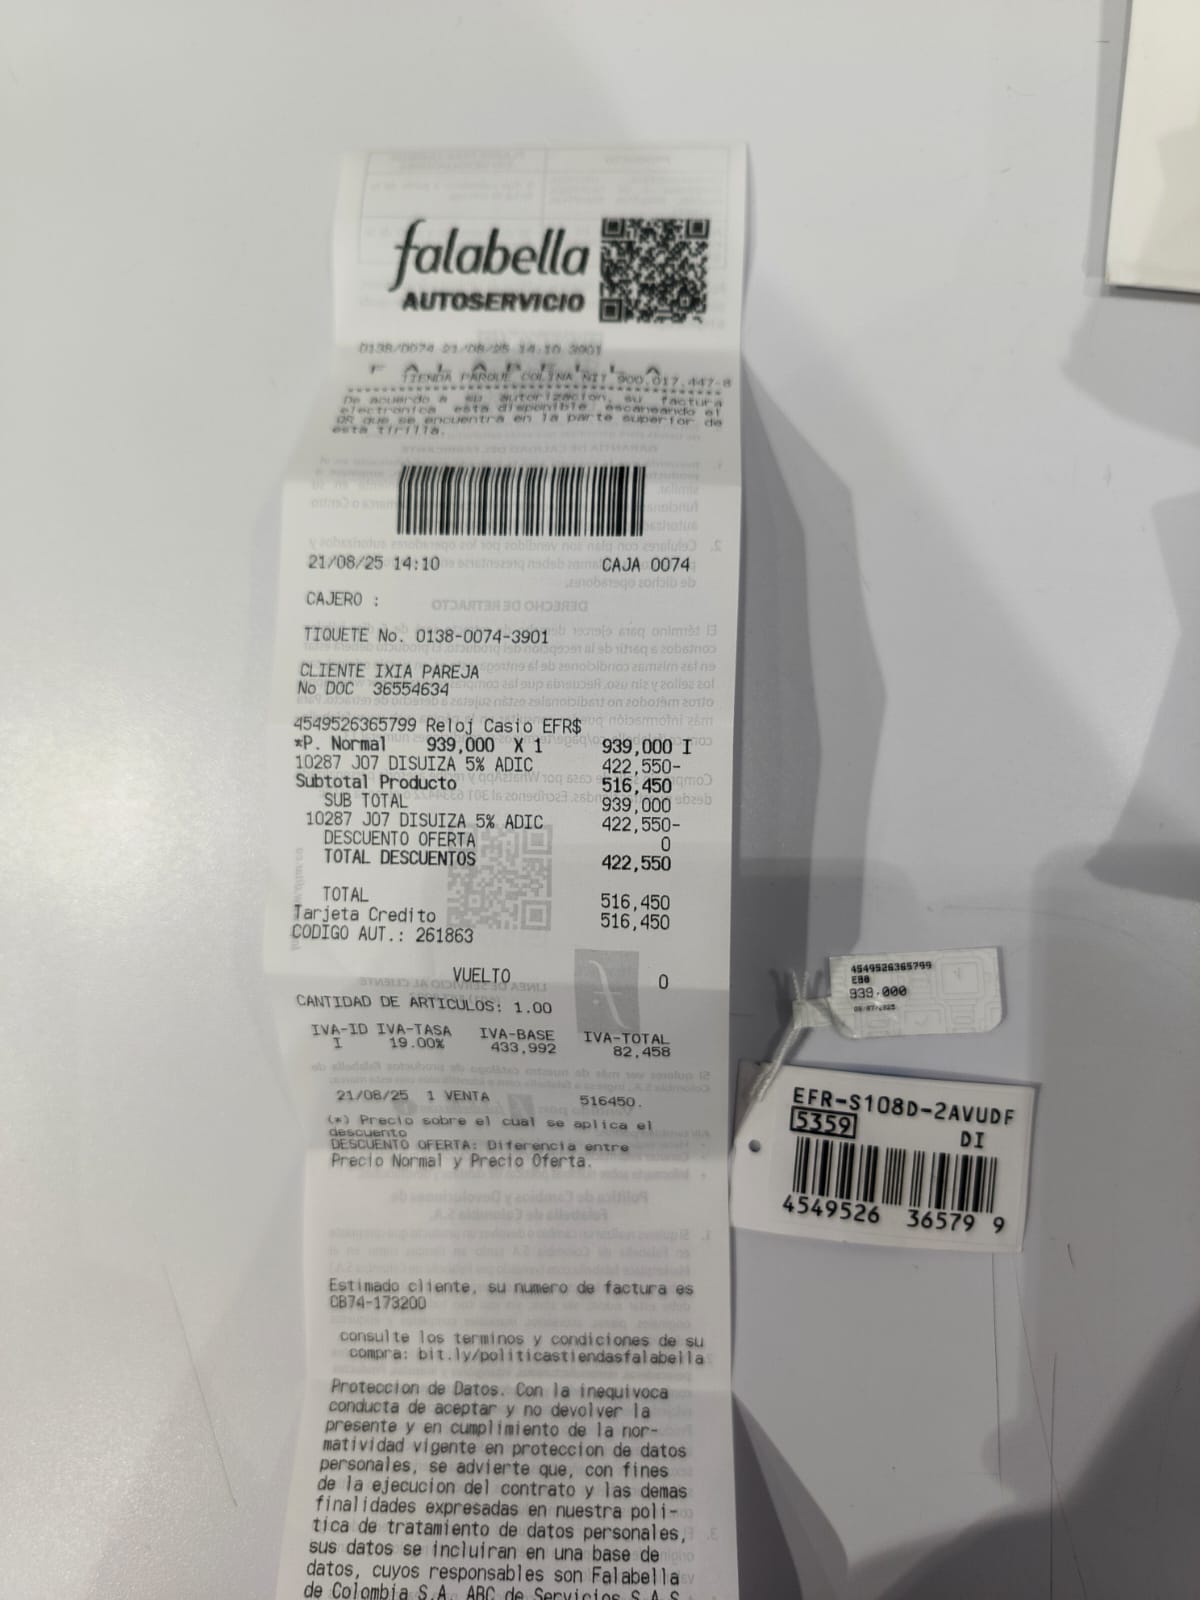 falabella
AUTOSERVICIO
0138/0074 21/08/25 14:10 3901
F A L A B E L L A
TIENDA PARQUE COLINA NIT 900.017.447-8
De acuerdo a su autorizacion, su factura
electronica esta disponible, escaneando el
QR que se encuentra en la parte superior de
esta tirilla.
21/08/25 14:10 CAJA 0074
CAJERO :
TIQUETE No. 0138-0074-3901
CLIENTE IXIA PAREJA
No DOC 36554634
4549526365799 Reloj Casio EFR$
*P. Normal 939,000 X 1 939,000 I
10287 J07 DISUIZA 5% ADIC 422,550-
Subtotal Producto 516,450
SUB TOTAL 939,000
10287 J07 DISUIZA 5% ADIC 422,550-
DESCUENTO OFERTA 0
TOTAL DESCUENTOS 422,550
TOTAL 516,450
Tarjeta Credito 516,450
CODIGO AUT.: 261863
VUELTO 0
CANTIDAD DE ARTICULOS: 1.00
IVA-ID IVA-TASA IVA-BASE IVA-TOTAL
I 19.00% 433,992 82,458
21/08/25 1 VENTA 516450.
(*) Precio sobre el cual se aplica el
descuento
DESCUENTO OFERTA: Diferencia entre
Precio Normal y Precio Oferta.
Estimado cliente, su numero de factura es
CB74-173200
consulte los terminos y condiciones de su
compra: bit.ly/politicastiendasfalabella
Proteccion de Datos. Con la inequivoca
conducta de aceptar y no devolver la
presente y en cumplimiento de la nor-
matividad vigente en proteccion de datos
personales, se advierte que, con fines
de la ejecucion del contrato y las demas
finalidades expresadas en nuestra poli-
tica de tratamiento de datos personales,
sus datos se incluiran en una base de
datos, cuyos responsables son Falabella
de Colombia S.A. ABC de Servicios S.A.S
4549526365799
E80
939.000
EFR-S108D-2AVUDF
5359 DI
4549526 36579 9